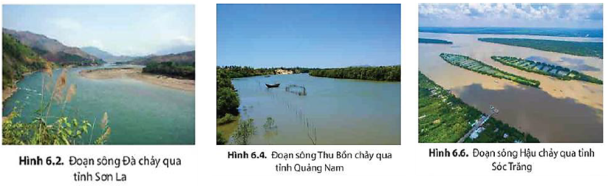 Hình 6.2. Đoạn sông Đà chảy qua
tỉnh Sơn La
Hình 6.4. Đoạn sông Thu Bồn chảy qua
tỉnh Quảng Nam
Hình 6.6. Đoạn sông Hậu chảy qua tỉnh
Sóc Trăng